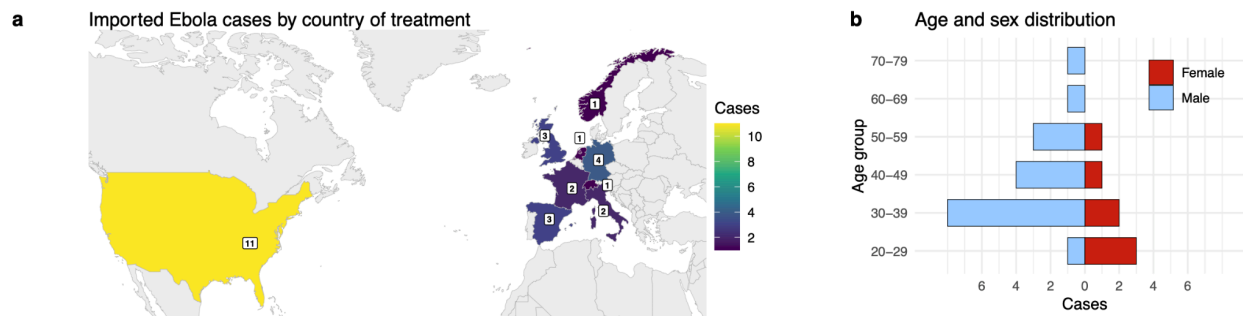 a
Imported Ebola cases by country of treatment
1
3
1
4
2
1
3
2
11
Cases
10
8
6
4
2
b
Age and sex distribution
Age group
70−79
60−69
50−59
40−49
30−39
20−29
Female
Male
6 4 2 0 2 4 6
Cases